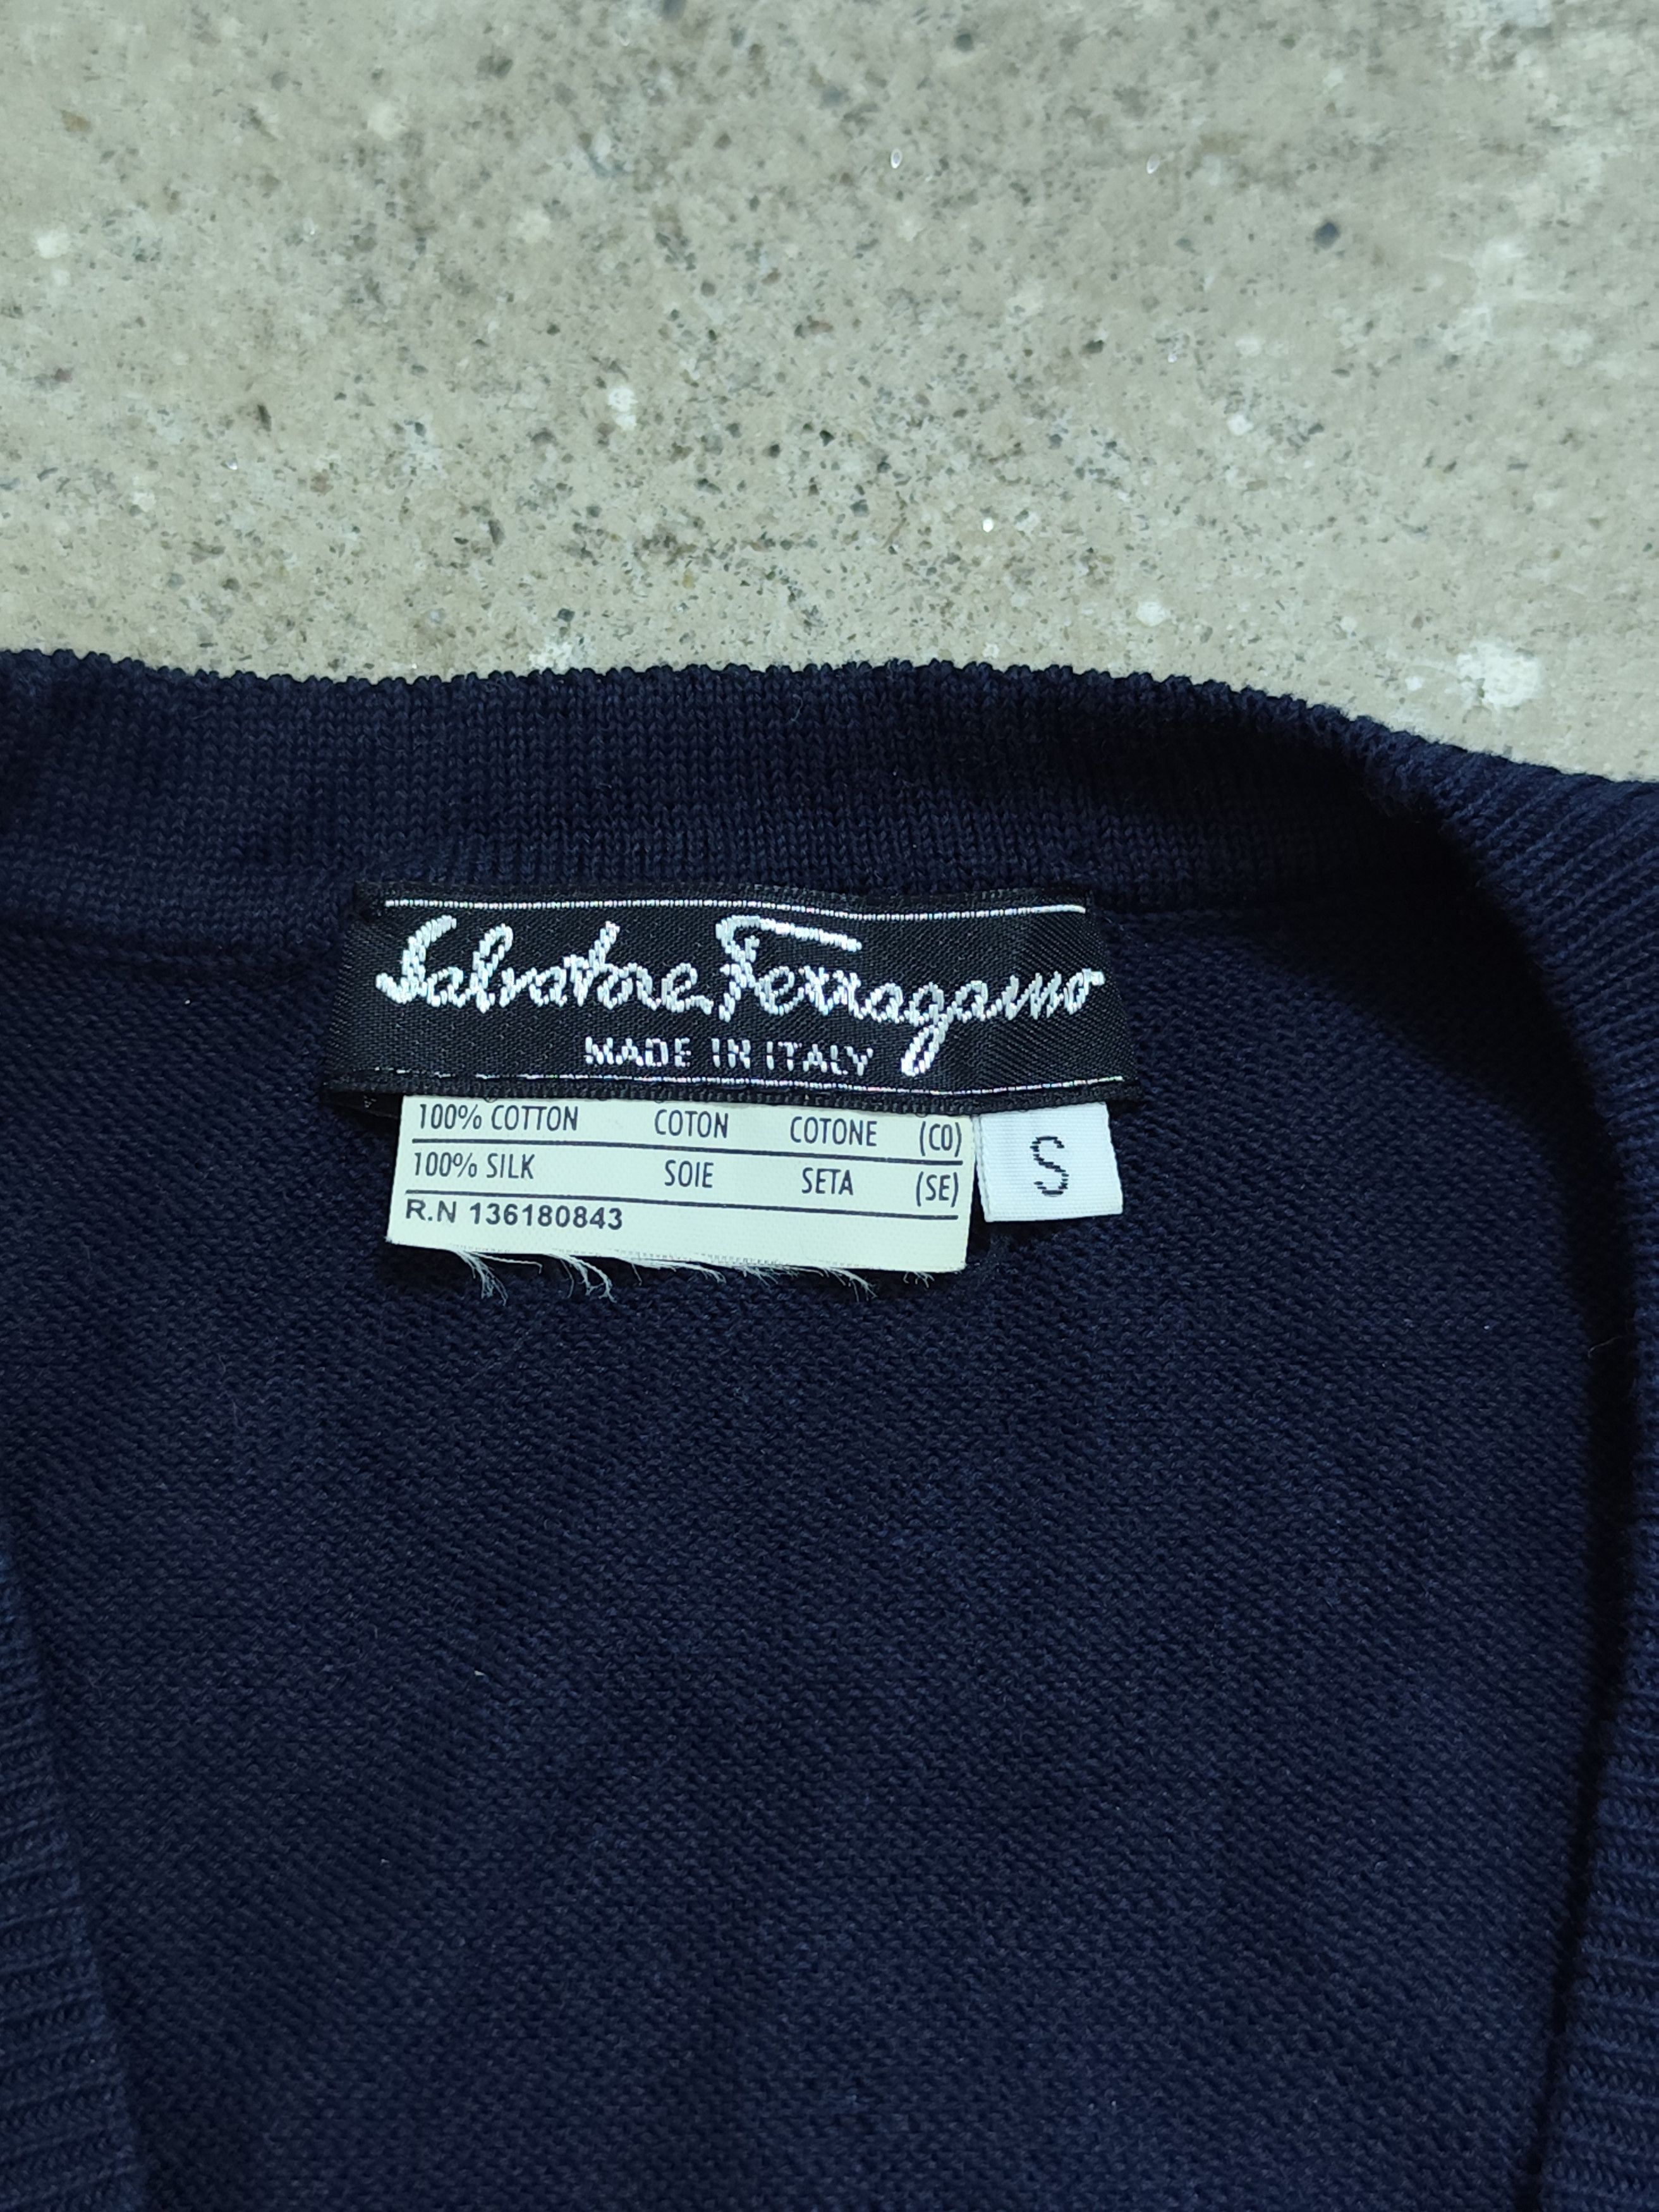 Salvatore Ferragamo
MADE IN ITALY
100% COTTON COTON COTONE (CO)
100% SILK SOIE SETA (SE)
R.N 136180843
S